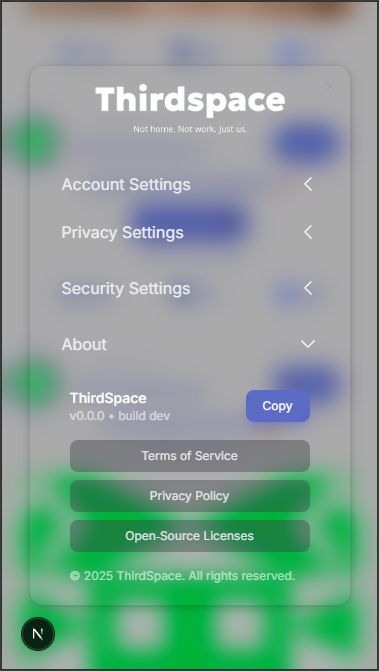 Thirdspace
Not home. Not work. Just us.
Account Settings
Privacy Settings
Security Settings
About
ThirdSpace
v0.0.0 • build dev
Copy
Terms of Service
Privacy Policy
Open-Source Licenses
© 2025 ThirdSpace. All rights reserved.
N